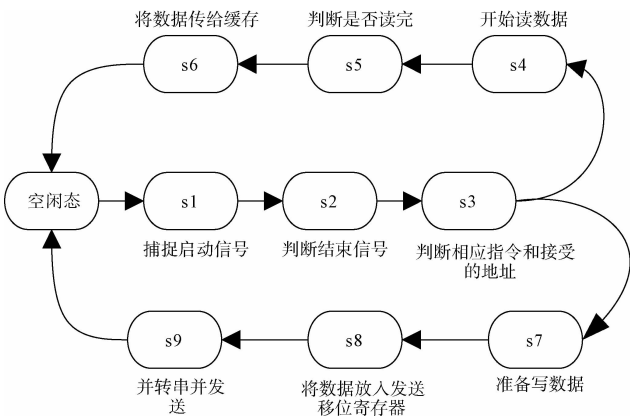 将数据传给缓存
判断是否读完
开始读数据
s6
s5
s4
空闲态
s1
s2
s3
捕捉启动信号
判断结束信号
判断相应指令和接受
的地址
s9
s8
s7
并转串并发
送
将数据放入发送
移位寄存器
准备写数据